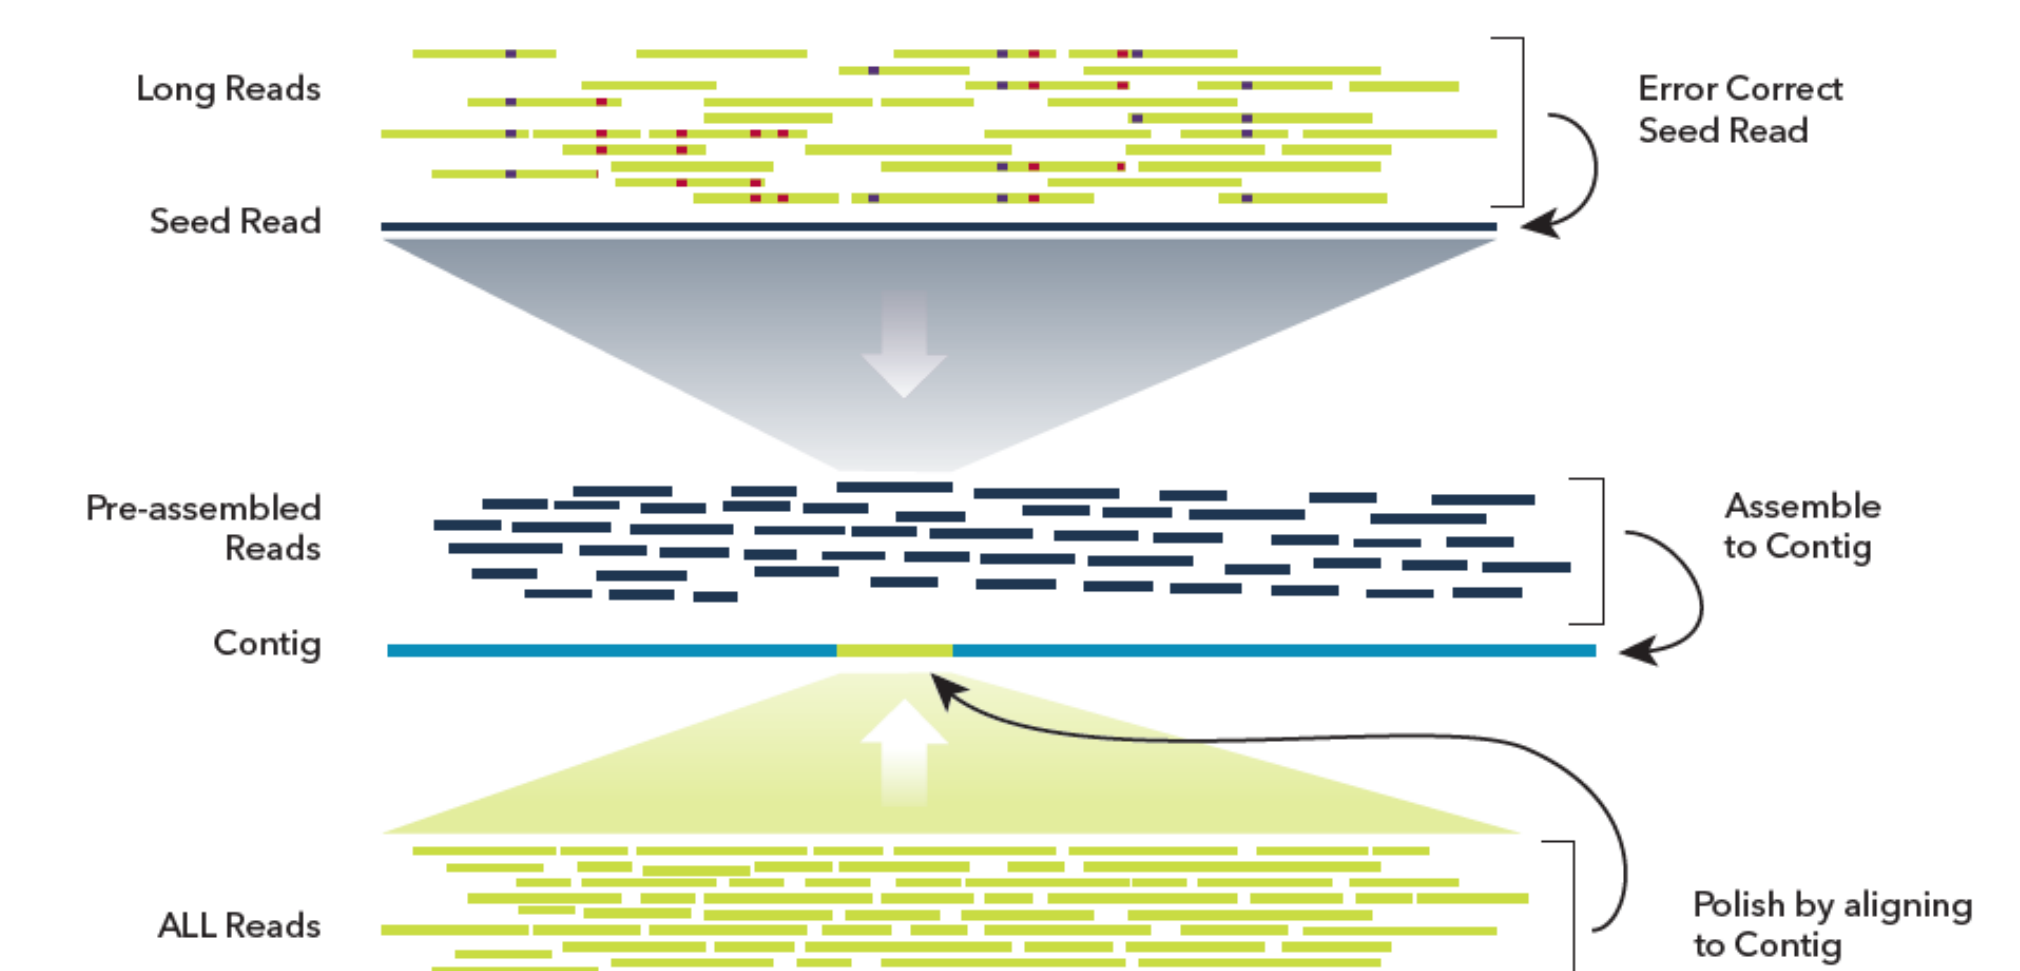 Long Reads
Error Correct
Seed Read
Seed Read
Pre-assembled
Reads
Assemble
to Contig
Contig
ALL Reads
Polish by aligning
to Contig